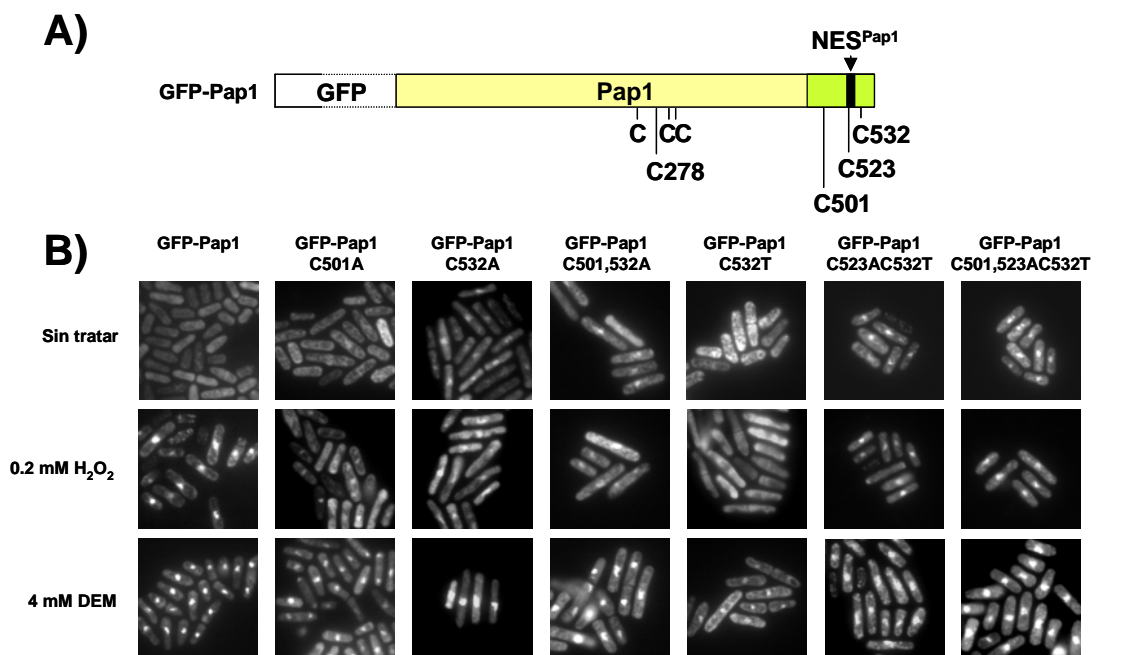 A)
NESPap1
GFP-Pap1 GFP Pap1
C CC C532
C278 C523
C501
B)
GFP-Pap1 GFP-Pap1 GFP-Pap1 GFP-Pap1 GFP-Pap1 GFP-Pap1 GFP-Pap1
C501A C532A C501,532A C532T C523AC532T C501,523AC532T
Sin tratar
0.2 mM H2O2
4 mM DEM